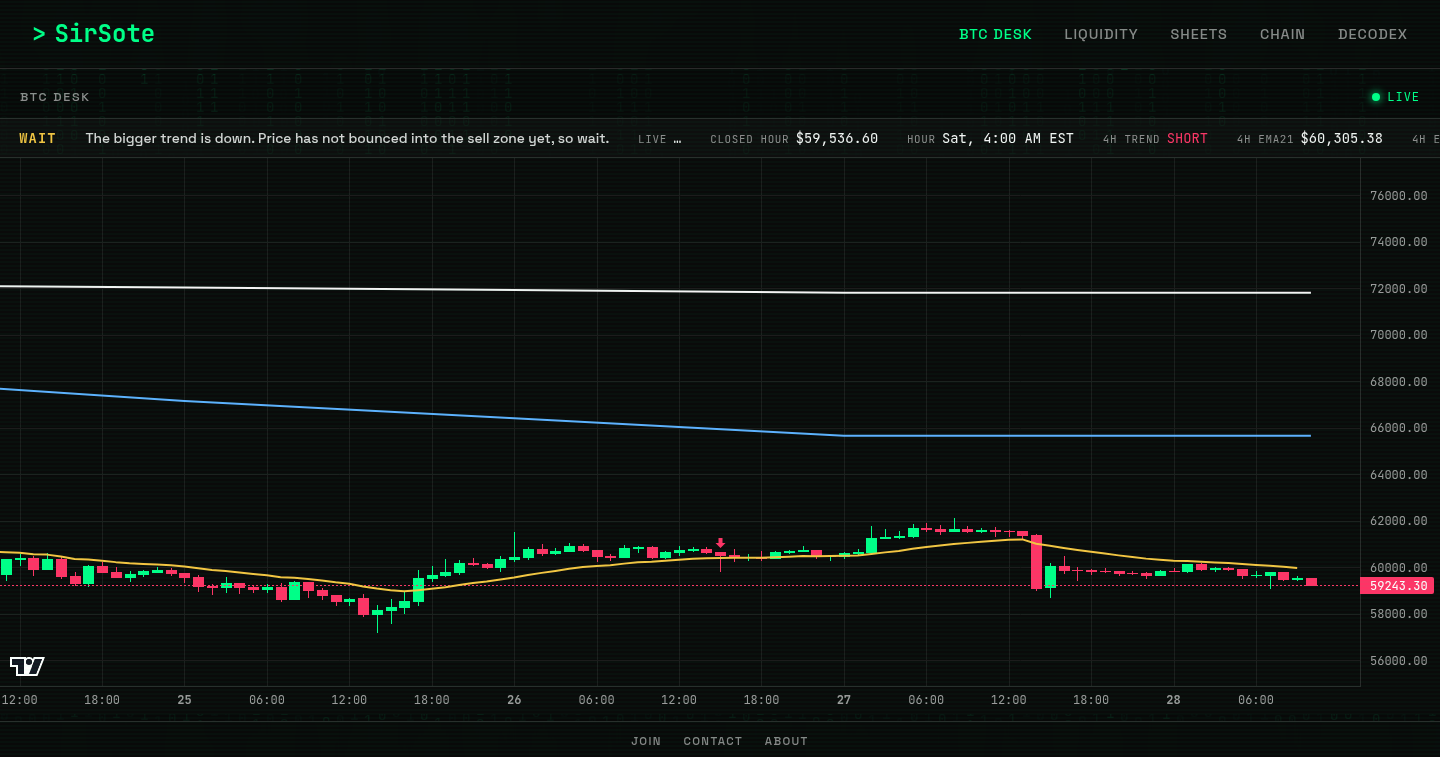 > SirSote
BTC DESK LIQUIDITY SHEETS CHAIN DECODEX
BTC DESK
LIVE
WAIT The bigger trend is down. Price has not bounced into the sell zone yet, so wait. LIVE … CLOSED HOUR $59,536.60 HOUR Sat, 4:00 AM EST 4H TREND SHORT 4H EMA21 $60,305.38 4H E
76000.00
74000.00
72000.00
70000.00
68000.00
66000.00
64000.00
62000.00
60000.00
59243.30
58000.00
56000.00
12:00 18:00 25 06:00 12:00 18:00 26 06:00 12:00 18:00 27 06:00 12:00 18:00 28 06:00
JOIN CONTACT ABOUT